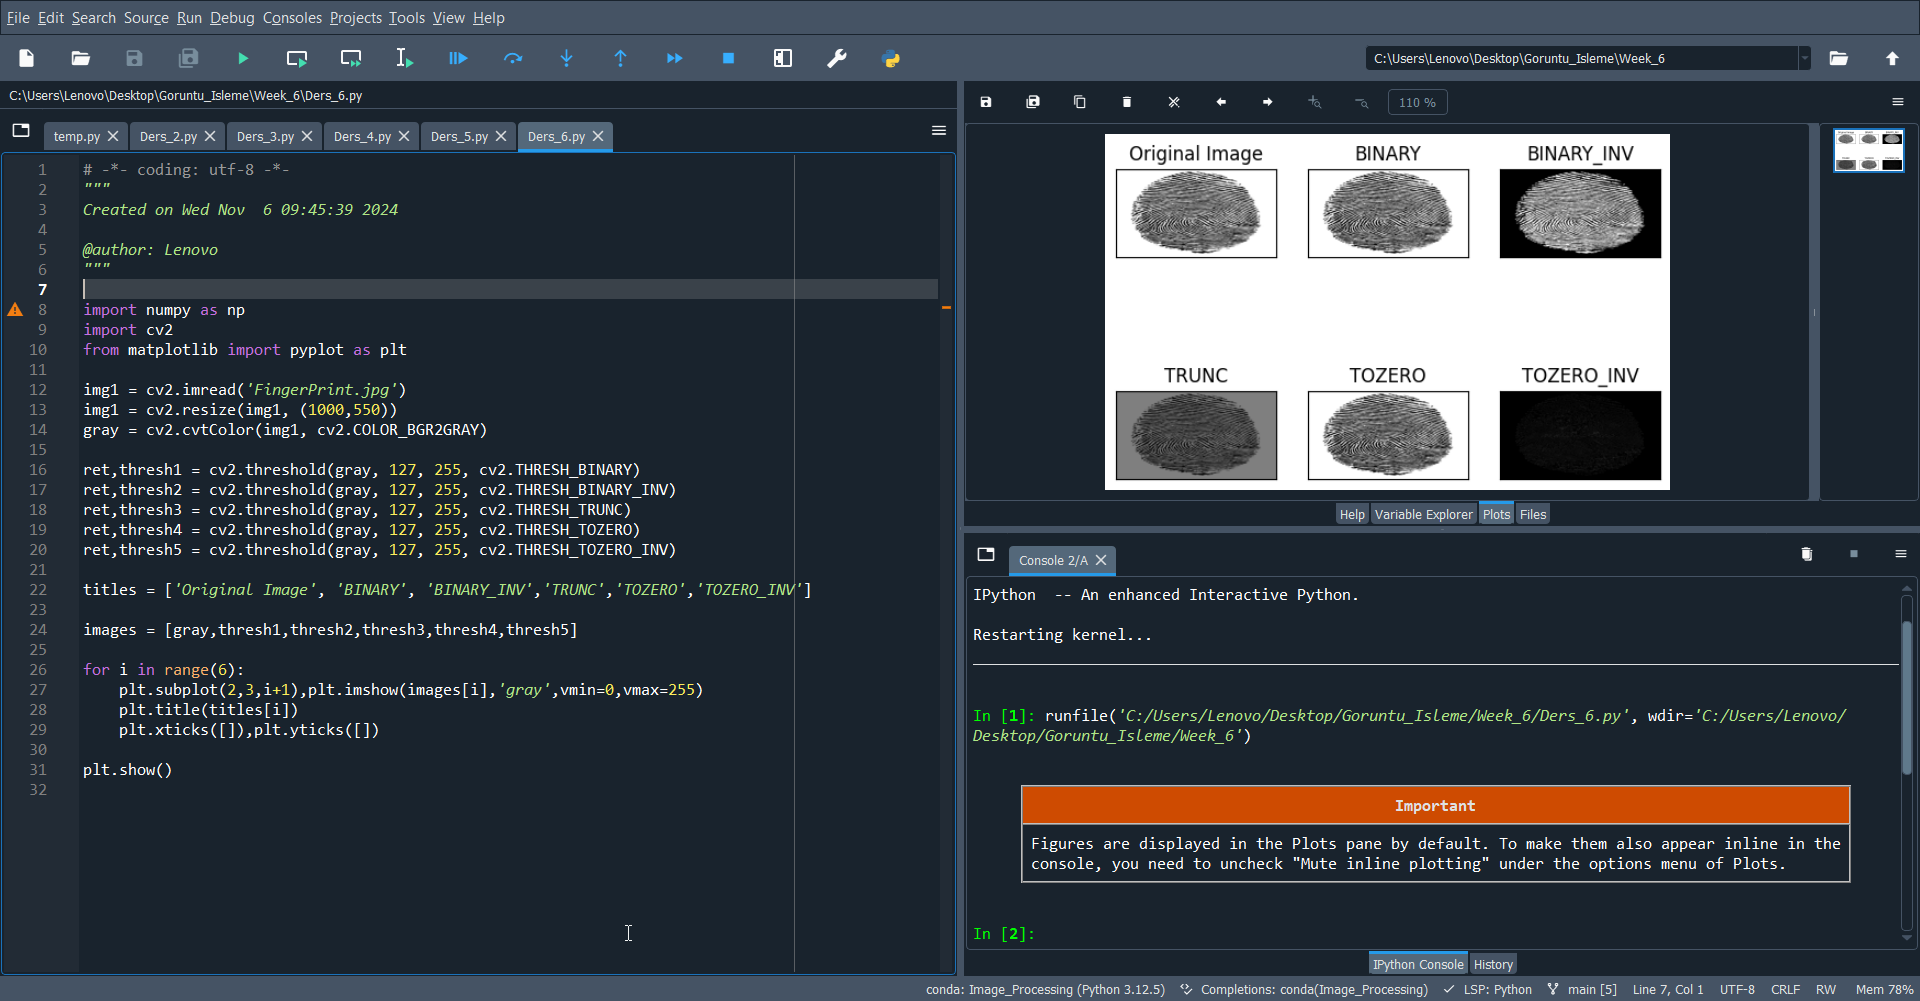 File Edit Search Source Run Debug Consoles Projects Tools View Help
C:\Users\Lenovo\Desktop\Goruntu_Isleme\Week_6
C:\Users\Lenovo\Desktop\Goruntu_Isleme\Week_6\Ders_6.py
temp.py Ders_2.py Ders_3.py Ders_4.py Ders_5.py Ders_6.py
1 # -*- coding: utf-8 -*-
2 """
3 Created on Wed Nov  6 09:45:39 2024
4
5 @author: Lenovo
6 """
7
8 import numpy as np
9 import cv2
10 from matplotlib import pyplot as plt
11
12 img1 = cv2.imread('FingerPrint.jpg')
13 img1 = cv2.resize(img1, (1000,550))
14 gray = cv2.cvtColor(img1, cv2.COLOR_BGR2GRAY)
15
16 ret,thresh1 = cv2.threshold(gray, 127, 255, cv2.THRESH_BINARY)
17 ret,thresh2 = cv2.threshold(gray, 127, 255, cv2.THRESH_BINARY_INV)
18 ret,thresh3 = cv2.threshold(gray, 127, 255, cv2.THRESH_TRUNC)
19 ret,thresh4 = cv2.threshold(gray, 127, 255, cv2.THRESH_TOZERO)
20 ret,thresh5 = cv2.threshold(gray, 127, 255, cv2.THRESH_TOZERO_INV)
21
22 titles = ['Original Image', 'BINARY', 'BINARY_INV','TRUNC','TOZERO','TOZERO_INV']
23
24 images = [gray,thresh1,thresh2,thresh3,thresh4,thresh5]
25
26 for i in range(6):
27     plt.subplot(2,3,i+1),plt.imshow(images[i],'gray',vmin=0,vmax=255)
28     plt.title(titles[i])
29     plt.xticks([]),plt.yticks([])
30
31 plt.show()
32
110 %
Original Image BINARY BINARY_INV
TRUNC TOZERO TOZERO_INV
Help Variable Explorer Plots Files
Console 2/A
IPython  -- An enhanced Interactive Python.
Restarting kernel...
In [1]: runfile('C:/Users/Lenovo/Desktop/Goruntu_Isleme/Week_6/Ders_6.py', wdir='C:/Users/Lenovo/
Desktop/Goruntu_Isleme/Week_6')
Important
Figures are displayed in the Plots pane by default. To make them also appear inline in the
console, you need to uncheck "Mute inline plotting" under the options menu of Plots.
In [2]:
IPython Console History
conda: Image_Processing (Python 3.12.5) Completions: conda(Image_Processing) LSP: Python main [5] Line 7, Col 1 UTF-8 CRLF RW Mem 78%